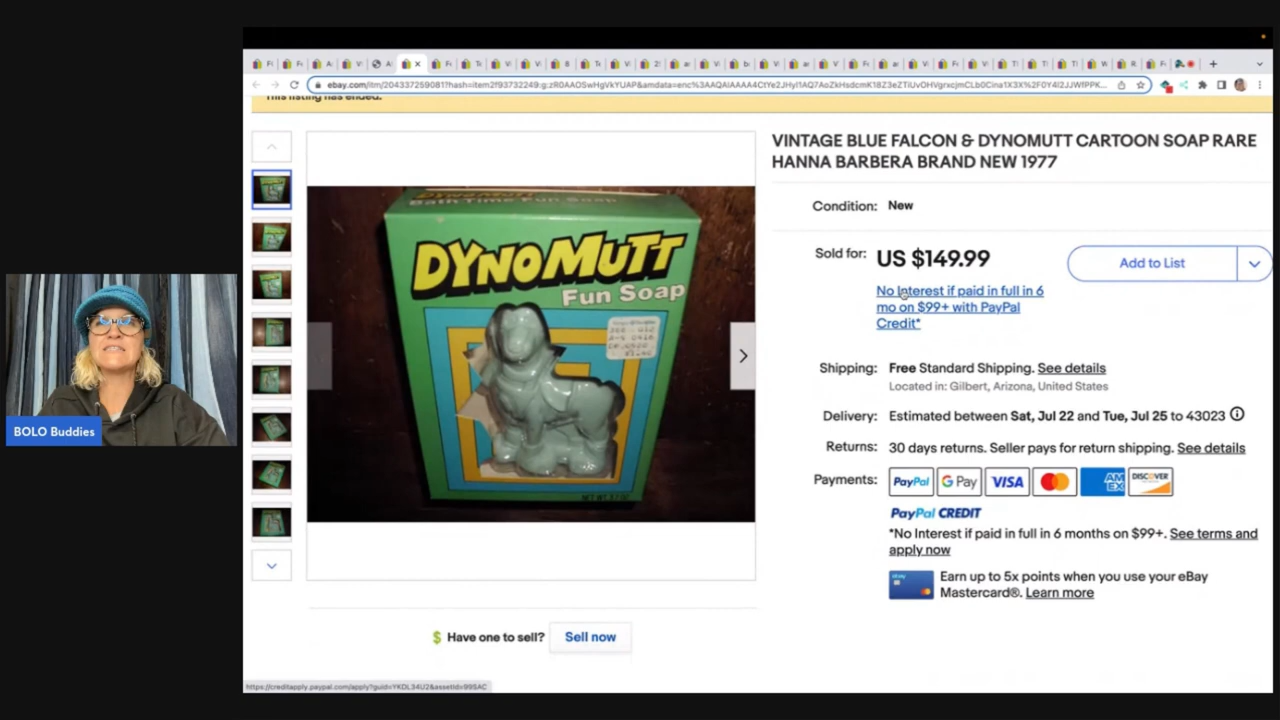 This listing has ended.
VINTAGE BLUE FALCON & DYNOMUTT CARTOON SOAP RARE
HANNA BARBERA BRAND NEW 1977
Condition: New
Sold for: US $149.99
Add to List
No Interest if paid in full in 6
mo on $99+ with PayPal
Credit*
Shipping: Free Standard Shipping. See details
Located in: Gilbert, Arizona, United States
Delivery: Estimated between Sat, Jul 22 and Tue, Jul 25 to 43023
Returns: 30 days returns. Seller pays for return shipping. See details
Payments: PayPal G Pay VISA AM EX DISCOVER
PayPal CREDIT
*No Interest if paid in full in 6 months on $99+. See terms and
apply now
Earn up to 5x points when you use your eBay
Mastercard®. Learn more
DYNOMUTT
Bath Time Fun Soap
DYNOMUTT
Fun Soap
BOLO Buddies
Have one to sell? Sell now